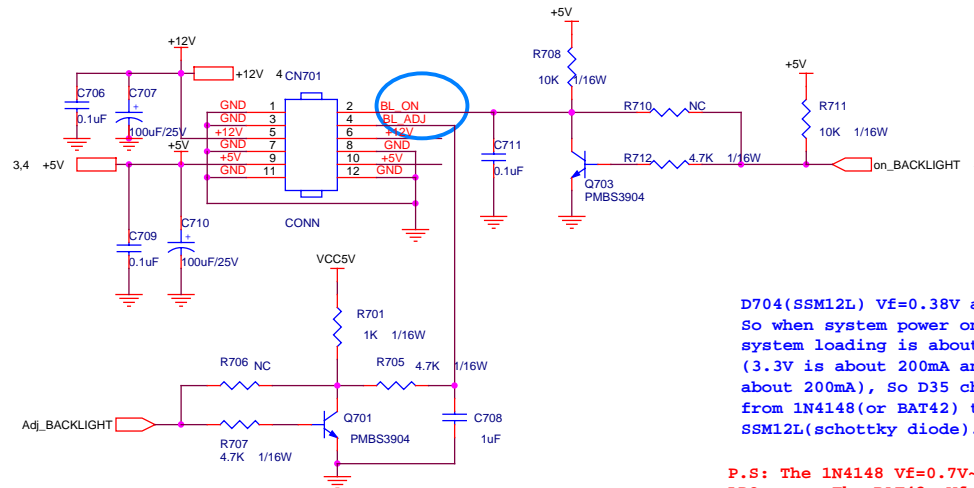 +5V
R708
10K 1/16W
+12V
+12V
4 CN701
C706
0.1uF
C707
+
100uF/25V
GND 1 2 BL_ON
GND 3 4 BL_ADJ
+12V 5 6 +12V
GND 7 8 GND
+5V 9 10 +5V
GND 11 12 GND
CONN
+5V
R710 NC
R711
10K 1/16W
C711
0.1uF
R712 4.7K 1/16W
on_BACKLIGHT
Q703
PMBS3904
3,4 +5V
+5V
C709
0.1uF
C710
+
100uF/25V
VCC5V
R701
1K 1/16W
R706 NC
R705 4.7K 1/16W
Adj_BACKLIGHT
R707
4.7K 1/16W
Q701
PMBS3904
C708
1uF
D704(SSM12L) Vf=0.38V a
So when system power on
system loading is about
(3.3V is about 200mA an
about 200mA), So D35 ch
from 1N4148(or BAT42) t
SSM12L(schottky diode).
P.S: The 1N4148 Vf=0.7V~